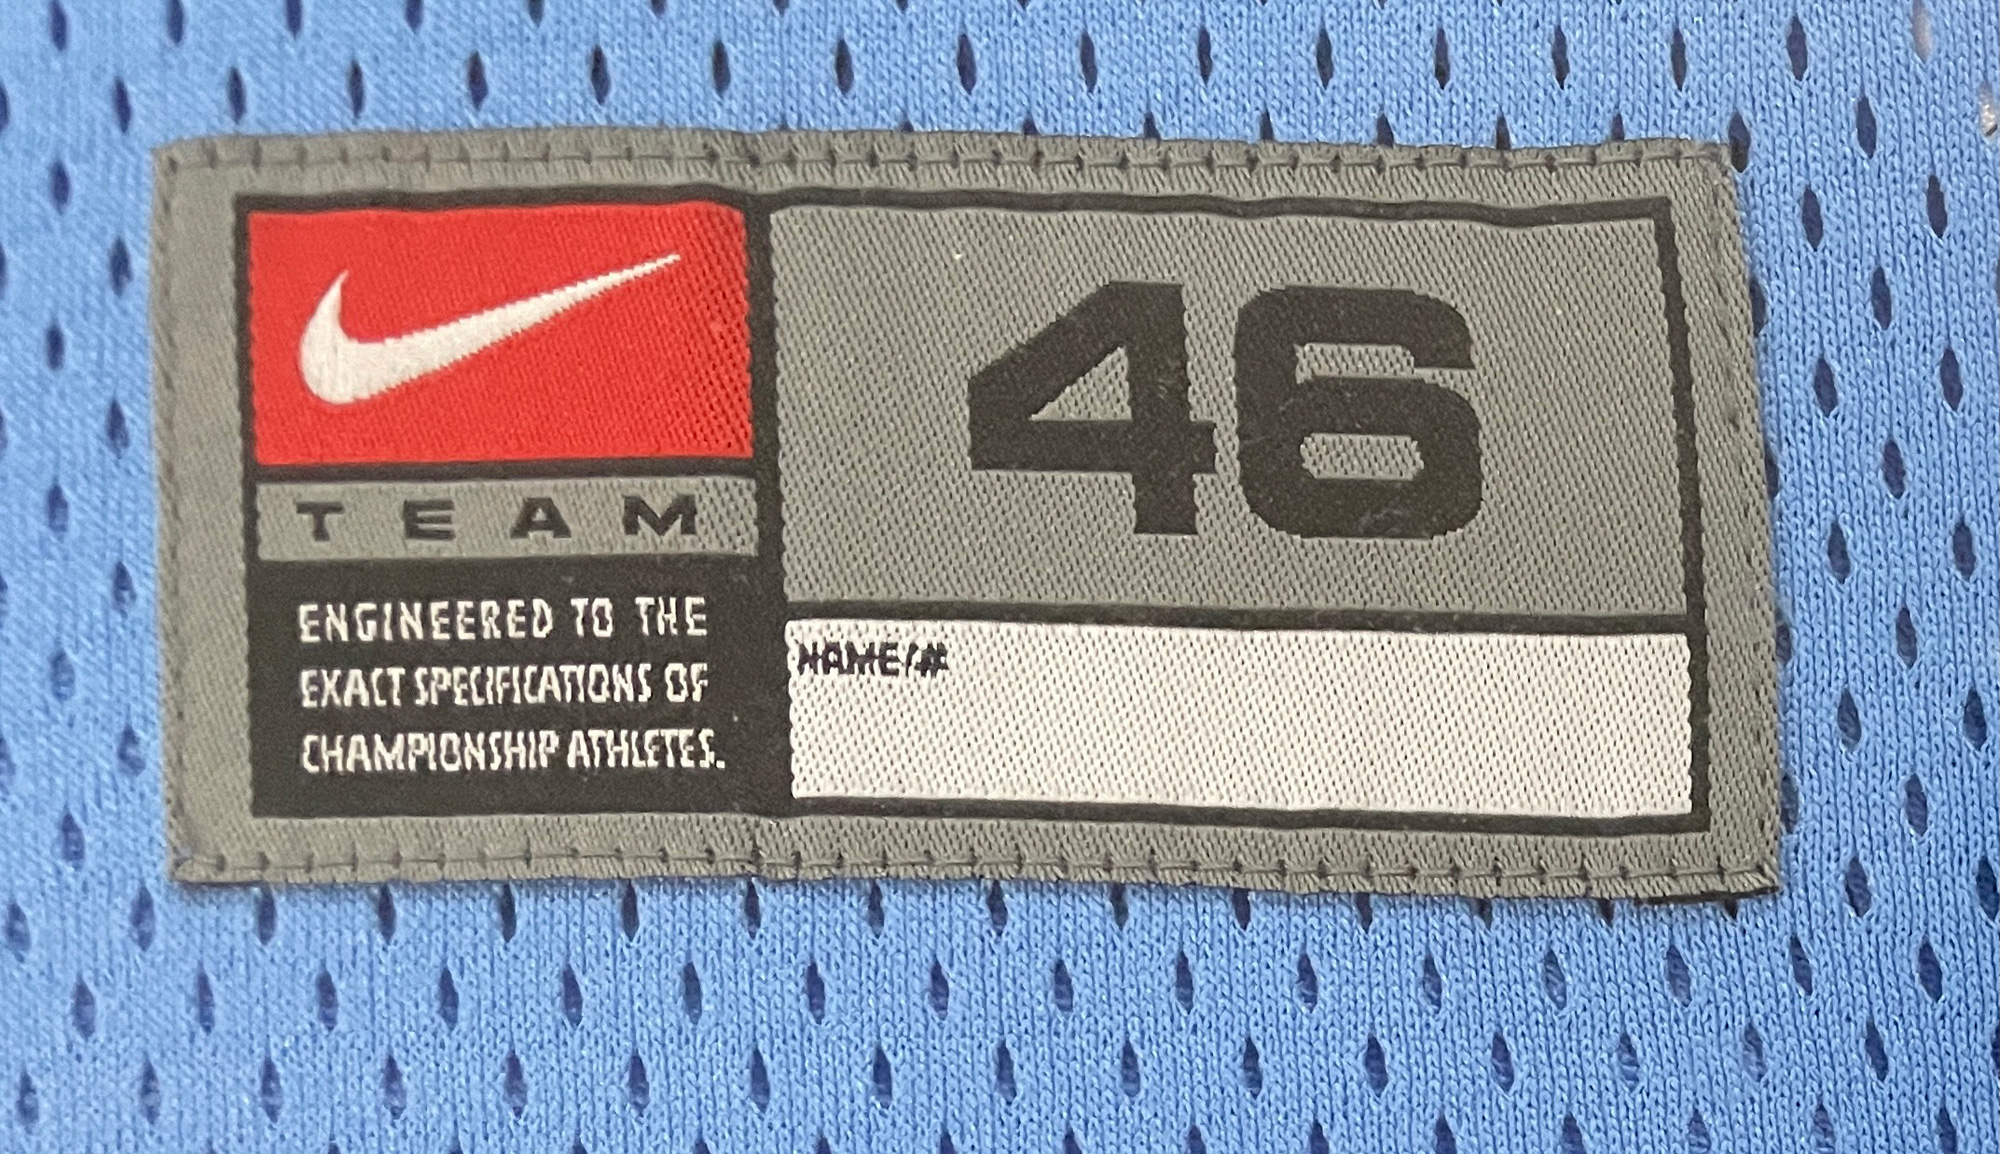 TEAM
ENGINEERED TO THE
EXACT SPECIFICATIONS OF
CHAMPIONSHIP ATHLETES.
46
NAME/#